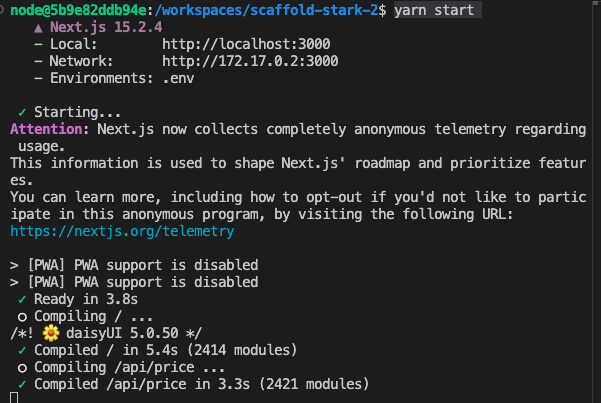 node@5b9e82ddb94e:/workspaces/scaffold-stark-2$ yarn start
▲ Next.js 15.2.4
- Local:        http://localhost:3000
- Network:      http://172.17.0.2:3000
- Environments: .env
✓ Starting...
Attention: Next.js now collects completely anonymous telemetry regarding
usage.
This information is used to shape Next.js' roadmap and prioritize featur
es.
You can learn more, including how to opt-out if you'd not like to partic
ipate in this anonymous program, by visiting the following URL:
https://nextjs.org/telemetry
> [PWA] PWA support is disabled
> [PWA] PWA support is disabled
✓ Ready in 3.8s
○ Compiling / ...
/*! 🌼 daisyUI 5.0.50 */
✓ Compiled / in 5.4s (2414 modules)
○ Compiling /api/price ...
✓ Compiled /api/price in 3.3s (2421 modules)